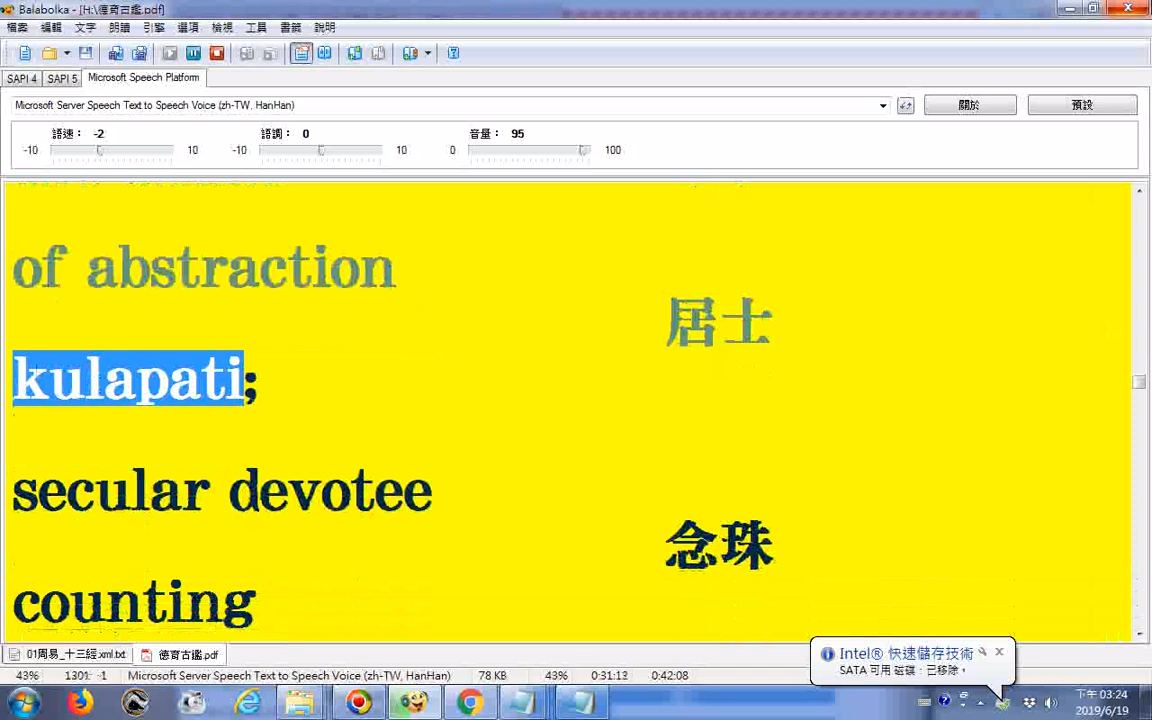 Balabolka - [H:\德育古鑑.pdf]
檔案 編輯 文字 朗讀 引擎 選項 檢視 工具 書籤 說明
SAPI 4 SAPI 5 Microsoft Speech Platform
Microsoft Server Speech Text to Speech Voice (zh-TW, HanHan) 關於 預設
語速： -2 語調： 0 音量： 95
-10 10 -10 10 0 100
of abstraction
居士
kulapati;
secular devotee
念珠
counting
Intel® 快速儲存技術
SATA 可用 磁碟：已移除。
01周易_十三經.xml.txt 德育古鑑.pdf
43% 1301: -1 Microsoft Server Speech Text to Speech Voice (zh-TW, HanHan) 78 KB 43% 0:31:13 0:42:08
下午 03:24
2019/6/19